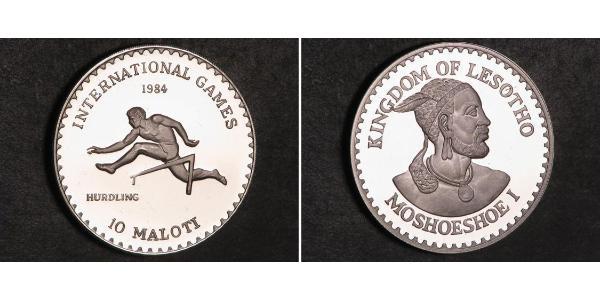 INTERNATIONAL GAMES
1984
HURDLING
10 MALOTI
KINGDOM OF LESOTHO
MOSHOESHOE I